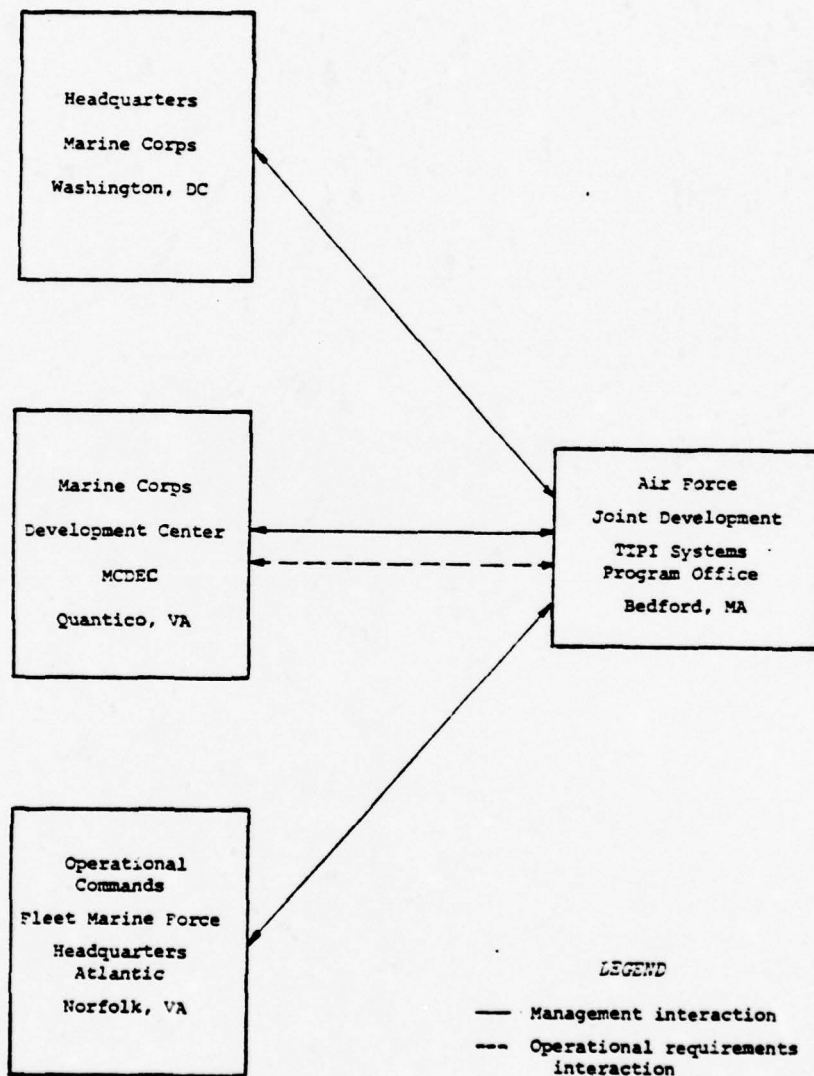 Headquarters
Marine Corps
Washington, DC
Marine Corps
Development Center
MCDEC
Quantico, VA
Air Force
Joint Development
TIPI Systems
Program Office
Bedford, MA
Operational
Commands
Fleet Marine Force
Headquarters
Atlantic
Norfolk, VA
LEGEND
Management interaction
Operational requirements
interaction